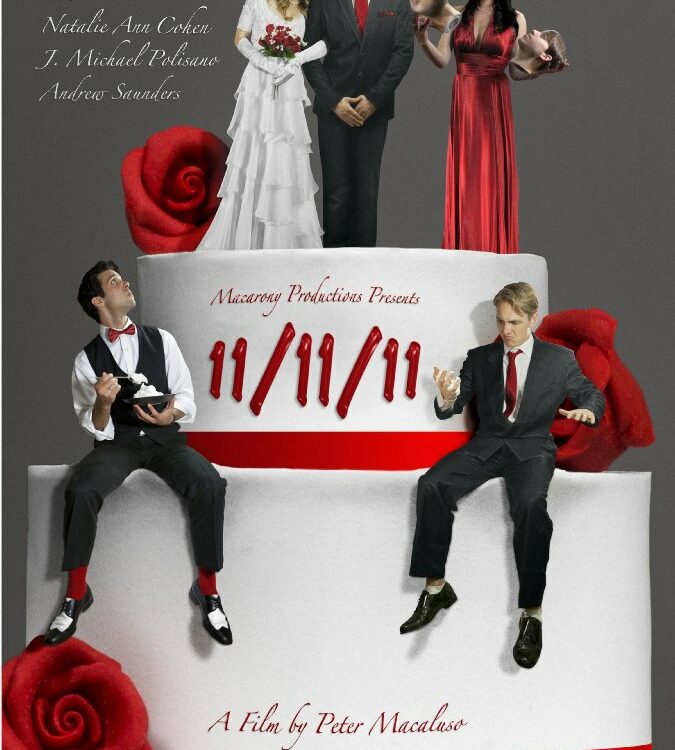 Natalie Ann Cohen
J. Michael Polisano
Andrew Saunders
Macarony Productions Presents
11/11/11
A Film by Peter Macaluso